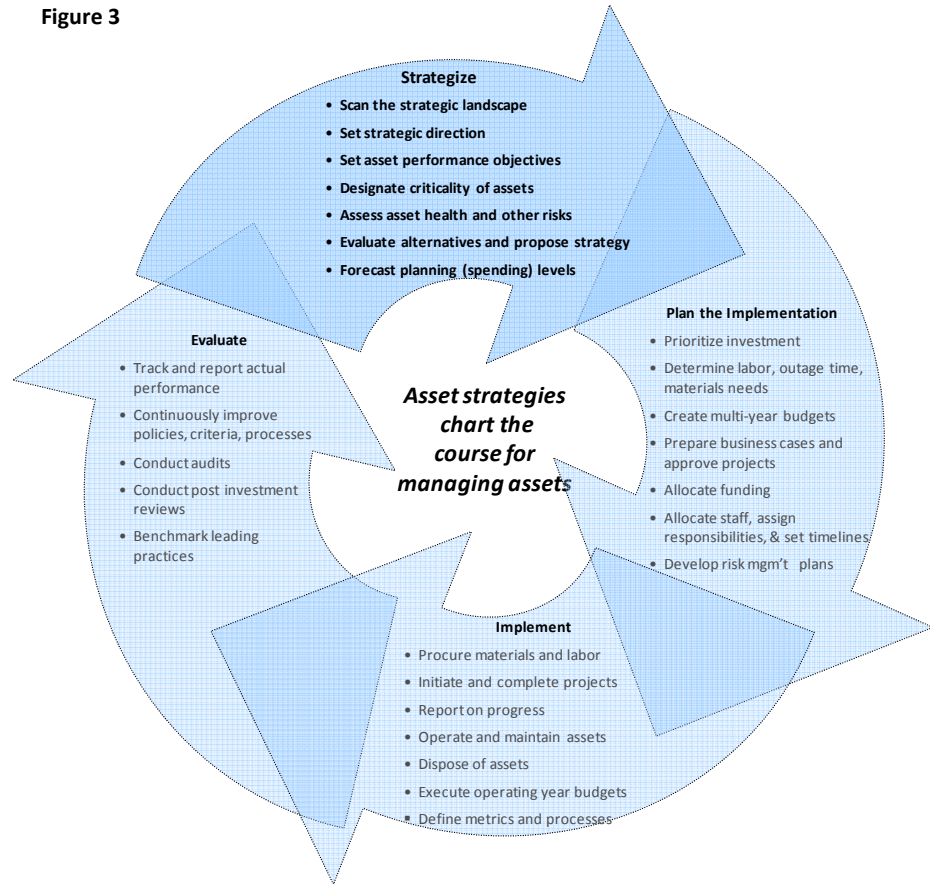 Figure 3
Strategize
• Scan the strategic landscape
• Set strategic direction
• Set asset performance objectives
• Designate criticality of assets
• Assess asset health and other risks
• Evaluate alternatives and propose strategy
• Forecast planning (spending) levels
Plan the Implementation
• Prioritize investment
• Determine labor, outage time,
materials needs
• Create multi-year budgets
• Prepare business cases and
approve projects
• Allocate funding
• Allocate staff, assign
responsibilities, & set timelines
• Develop risk mgm't plans
Implement
• Procure materials and labor
• Initiate and complete projects
• Report on progress
• Operate and maintain assets
• Dispose of assets
• Execute operating year budgets
▪ Define metrics and processes
Evaluate
• Track and report actual
performance
• Continuously improve
policies, criteria, processes
• Conduct audits
• Conduct post investment
reviews
• Benchmark leading
practices
Asset strategies
chart the
course for
managing assets